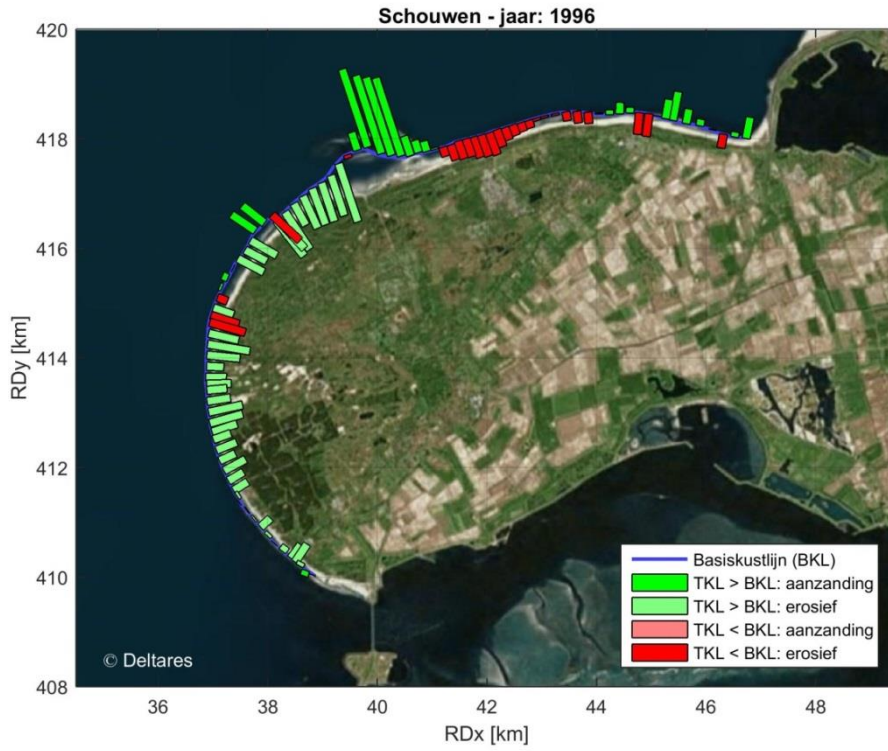 Schouwen - jaar: 1996
420
418
416
414
412
410
408
RDy [km]
36
38
40
42
44
46
48
RDx [km]
Basiskustlijn (BKL)
TKL > BKL: aanzanding
TKL > BKL: erosief
TKL < BKL: aanzanding
TKL < BKL: erosief
© Deltares